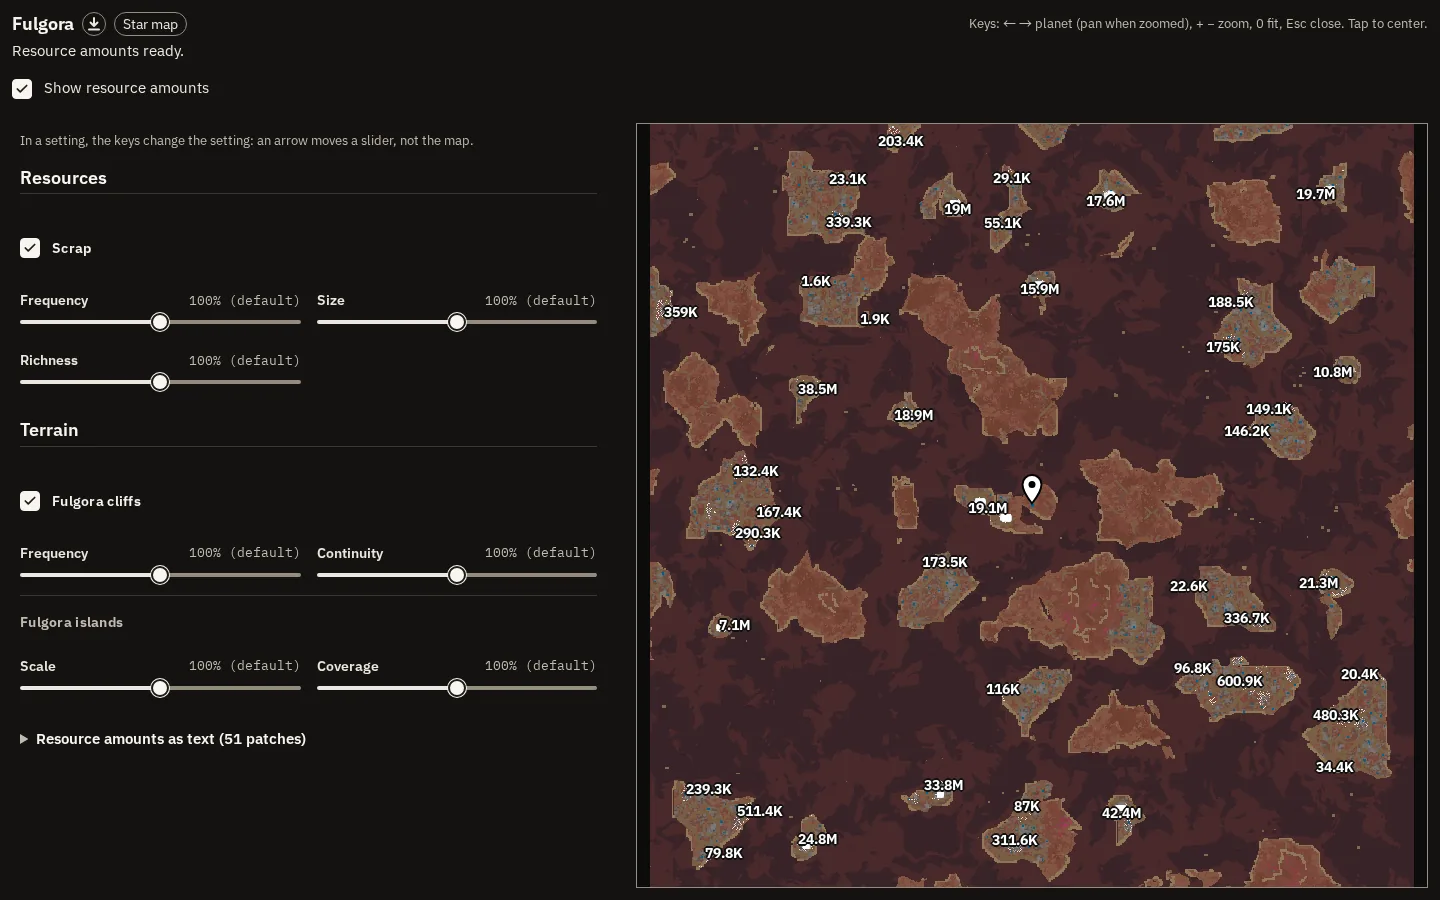 Fulgora
Star map
Keys: ←→ planet (pan when zoomed), + − zoom, 0 fit, Esc close. Tap to center.
Resource amounts ready.
Show resource amounts
In a setting, the keys change the setting: an arrow moves a slider, not the map.
Resources
Scrap
Frequency 100% (default) Size 100% (default)
Richness 100% (default)
Terrain
Fulgora cliffs
Frequency 100% (default) Continuity 100% (default)
Fulgora islands
Scale 100% (default) Coverage 100% (default)
Resource amounts as text (51 patches)
203.4K
23.1K
29.1K
19.7M
17.6M
19M
339.3K
55.1K
1.6K
15.9M
188.5K
359K
1.9K
175K
10.8M
38.5M
149.1K
18.9M
146.2K
132.4K
19.1M
167.4K
290.3K
173.5K
22.6K
21.3M
336.7K
7.1M
96.8K
20.4K
600.9K
116K
480.3K
34.4K
33.8M
239.3K
87K
511.4K
42.4M
24.8M
311.6K
79.8K